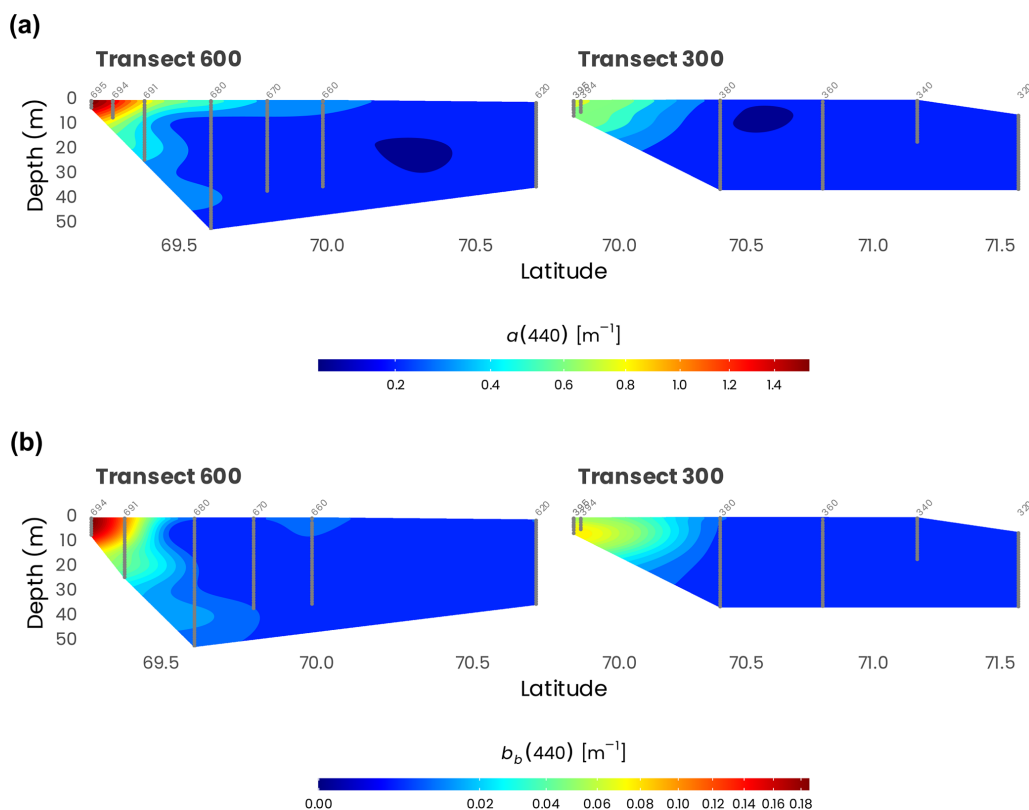 (a)
Transect 600
Transect 300
695 694 691 680 670 660 620
394 380 360 340 320
Depth (m)
0
10
20
30
40
50
69.5 70.0 70.5
70.0 70.5 71.0 71.5
Latitude
a(440) [m⁻¹]
0.2 0.4 0.6 0.8 1.0 1.2 1.4
(b)
Transect 600
Transect 300
694 691 680 670 660 620
394 380 360 340 320
Depth (m)
0
10
20
30
40
50
69.5 70.0 70.5
70.0 70.5 71.0 71.5
Latitude
b_b(440) [m⁻¹]
0.00 0.02 0.04 0.06 0.08 0.10 0.12 0.14 0.16 0.18